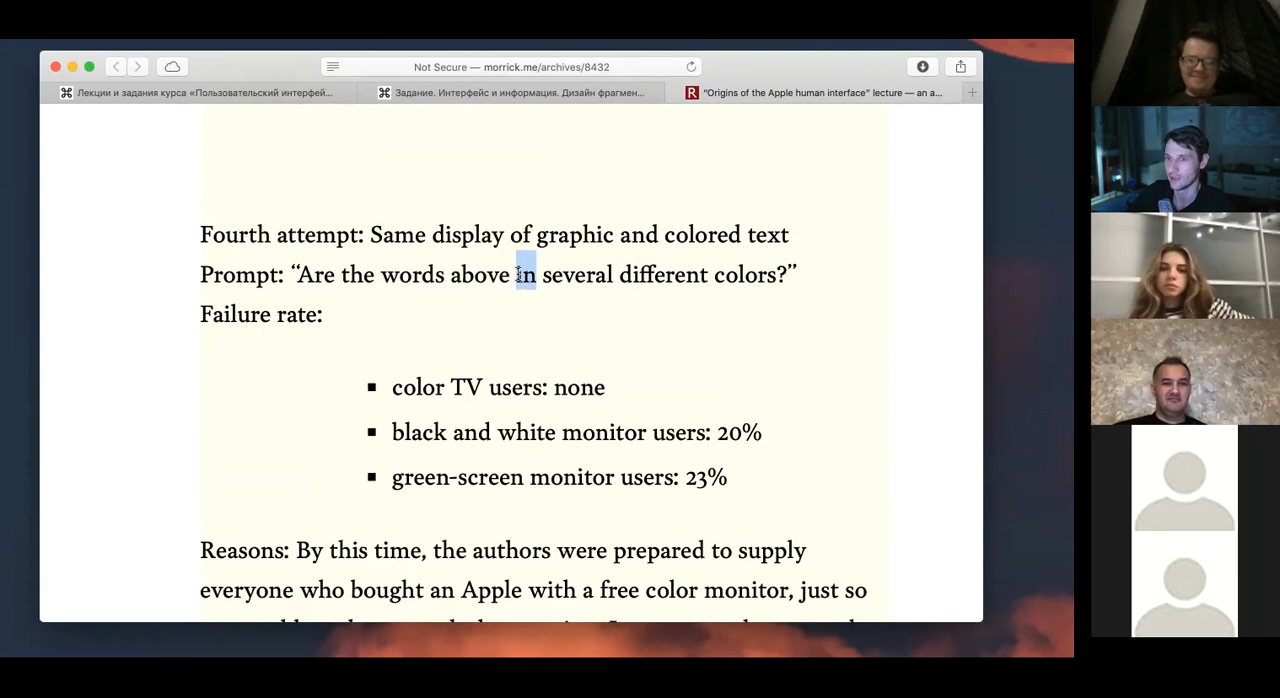 Not Secure — morrick.me/archives/8432
Лекции и задания курса «Пользовательский интерфей...
Задание. Интерфейс и информация. Дизайн фрагмен...
R "Origins of the Apple human interface" lecture — an a...
Fourth attempt: Same display of graphic and colored text
Prompt: “Are the words above in several different colors?”
Failure rate:
▪ color TV users: none
▪ black and white monitor users: 20%
▪ green-screen monitor users: 23%
Reasons: By this time, the authors were prepared to supply
everyone who bought an Apple with a free color monitor, just so